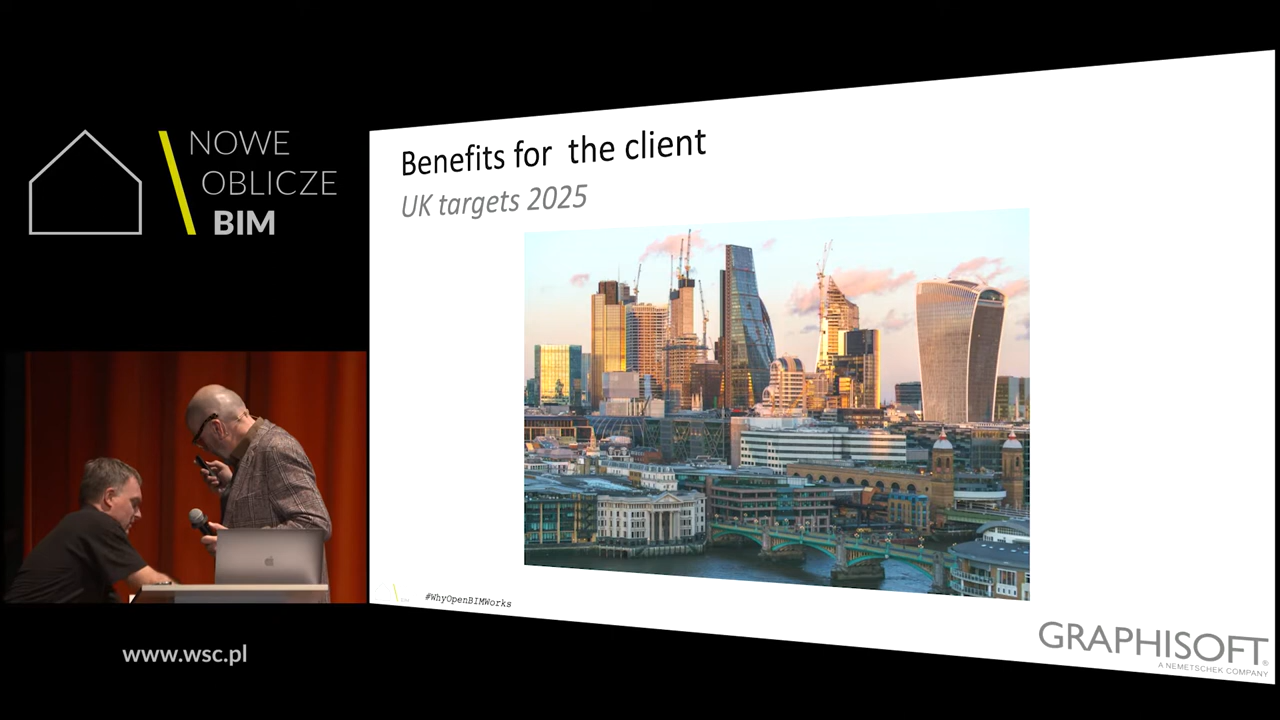 NOWE
OBLICZE
BIM
Benefits for the client
UK targets 2025
#WhyOpenBIMWorks
GRAPHISOFT®
A NEMETSCHEK COMPANY
www.wsc.pl